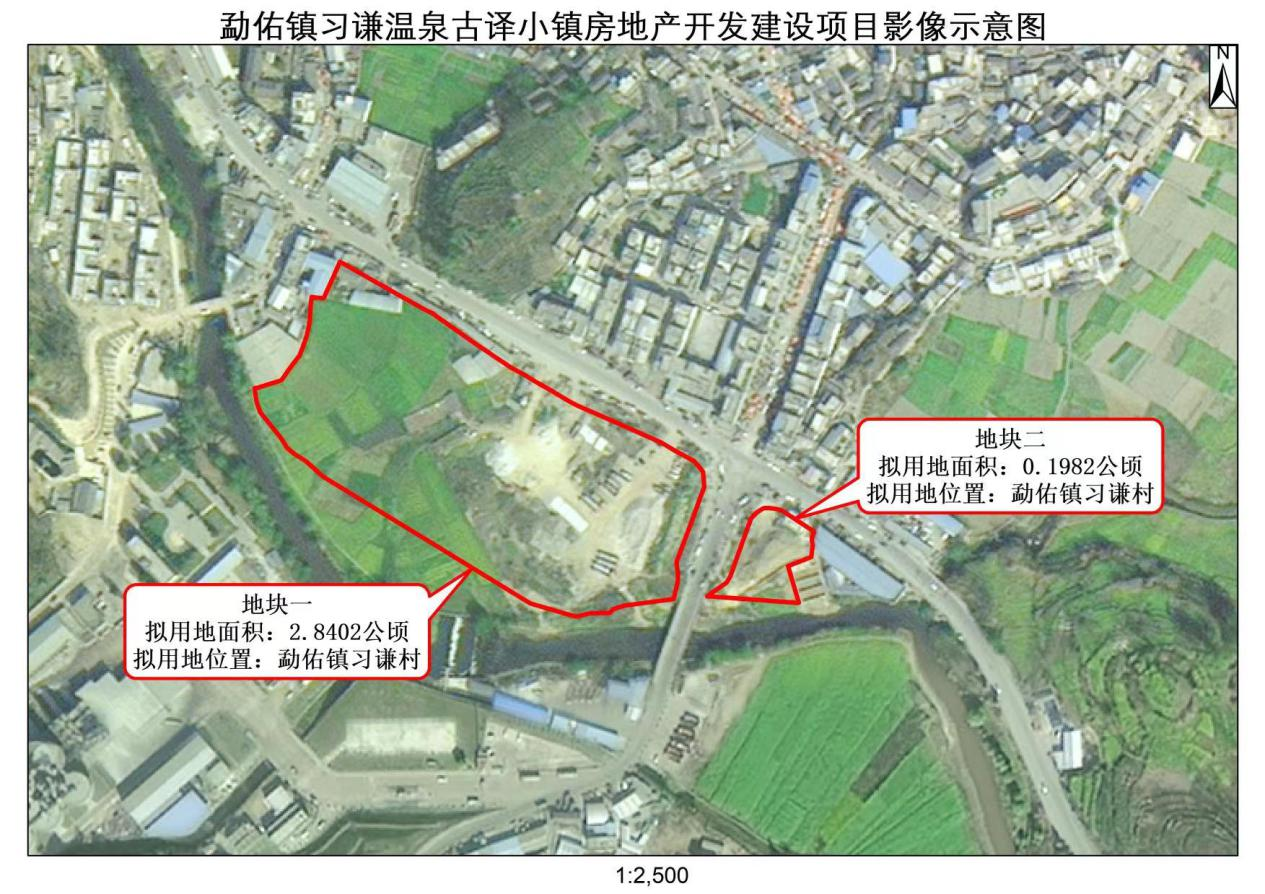 勐佑镇习谦温泉古译小镇房地产开发建设项目影像示意图
N
地块二
拟用地面积：0.1982公顷
拟用地位置：勐佑镇习谦村
地块一
拟用地面积：2.8402公顷
拟用地位置：勐佑镇习谦村
1:2,500